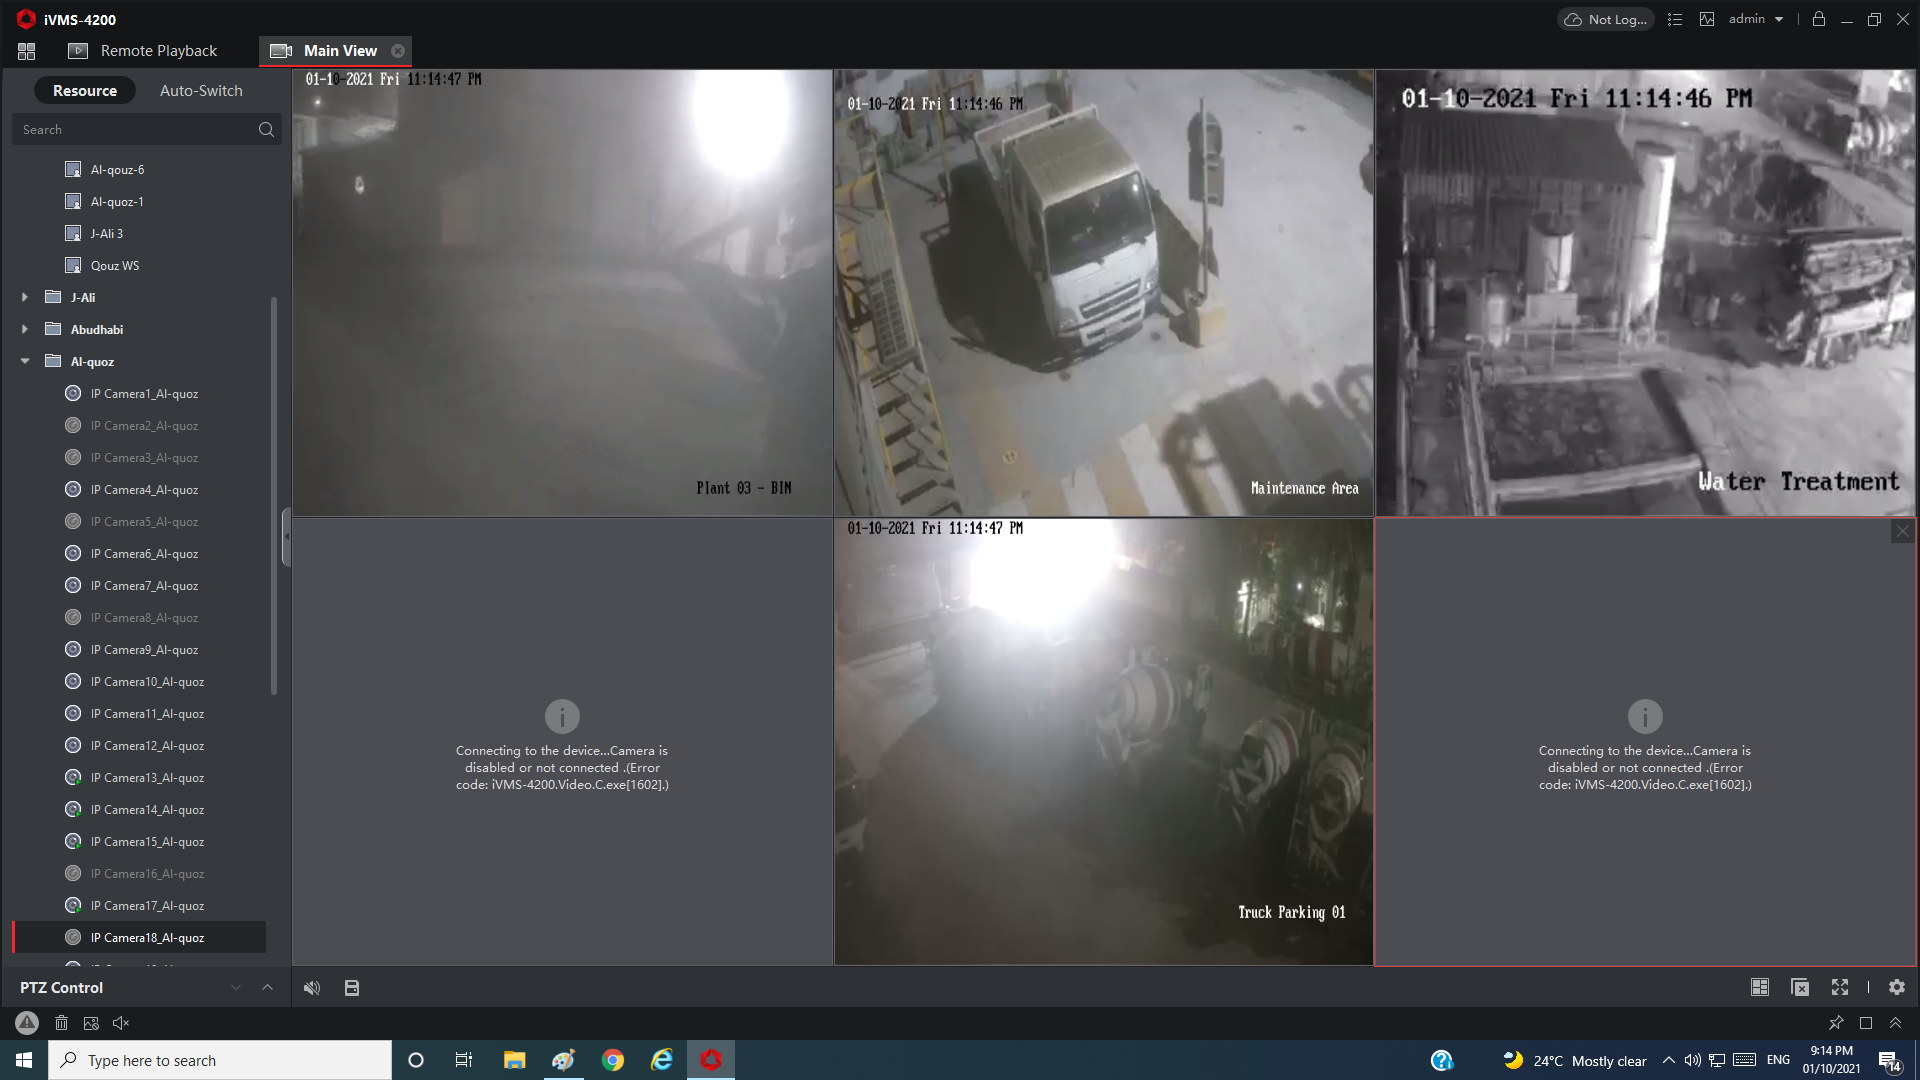 iVMS-4200
Not Log...
admin
Remote Playback
Main View
Resource
Auto-Switch
Search
Al-qouz-6
Al-quoz-1
J-Ali 3
Qouz WS
J-Ali
Abudhabi
Al-quoz
IP Camera1_Al-quoz
IP Camera2_Al-quoz
IP Camera3_Al-quoz
IP Camera4_Al-quoz
IP Camera5_Al-quoz
IP Camera6_Al-quoz
IP Camera7_Al-quoz
IP Camera8_Al-quoz
IP Camera9_Al-quoz
IP Camera10_Al-quoz
IP Camera11_Al-quoz
IP Camera12_Al-quoz
IP Camera13_Al-quoz
IP Camera14_Al-quoz
IP Camera15_Al-quoz
IP Camera16_Al-quoz
IP Camera17_Al-quoz
IP Camera18_Al-quoz
PTZ Control
01-10-2021 Fri 11:14:47 PM
Plant 03 - BIN
01-10-2021 Fri 11:14:46 PM
Maintenance Area
01-10-2021 Fri 11:14:46 PM
Water Treatment
Connecting to the device...Camera is
disabled or not connected .(Error
code: iVMS-4200.Video.C.exe[1602].)
01-10-2021 Fri 11:14:47 PM
Truck Parking 01
Connecting to the device...Camera is
disabled or not connected .(Error
code: iVMS-4200.Video.C.exe[1602].)
Type here to search
24°C Mostly clear
ENG
9:14 PM
01/10/2021
14